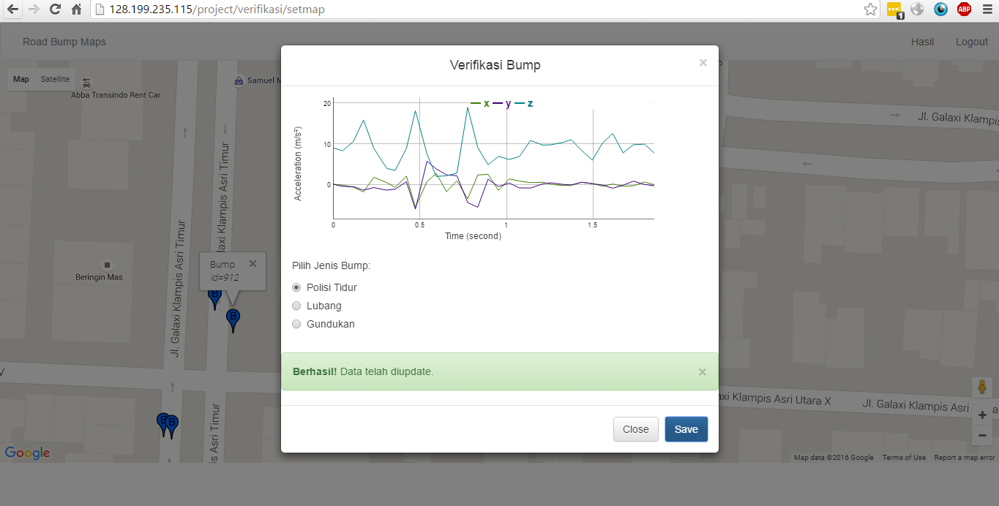 128.199.235.115/project/verifikasi/setmap
1
ABP
Road Bump Maps
Hasil
Logout
Map
Satellite
Abba Transindo Rent Car
Samuel M
Jl. Galaxi Klampis
Jl. Galaxi Klampis Asri Timur
laxi Klampis Asri Timur
Beringin Mas
Bump
id=912
B
B
B
B
is Asri Timur
Verifikasi Bump
×
x y z
Acceleration (m/s²)
20
10
0
0 0.5 1 1.5
Time (second)
Pilih Jenis Bump:
Polisi Tidur
Lubang
Gundukan
Berhasil! Data telah diupdate.
×
Close
Save
axi Klampis Asri Utara X
Jl. Galaxi Klampis Asri
+
−
Google
Map data ©2016 Google
Terms of Use
Report a map error